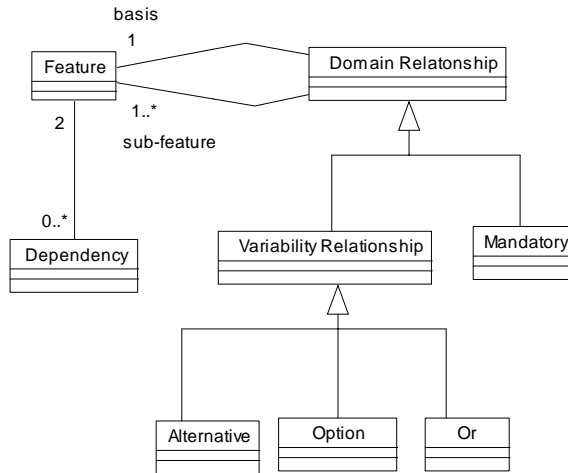 basis
1
Feature
Domain Relatonship
1..*
2
sub-feature
0..*
Dependency
Variability Relationship
Mandatory
Alternative
Option
Or